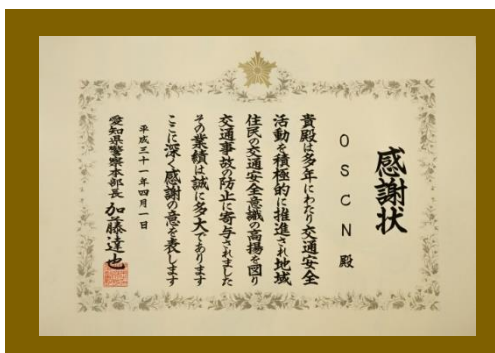 感謝状
OSCN殿
貴殿は多年にわたり交通安全
活動を積極的に推進され地域
住民の交通安全意識の高揚を図り
交通事故の防止に寄与されました
その業績は誠に多大であります
ここに深く感謝の意を表します
平成三十一年四月一日
愛知県警察本部長 加藤達也